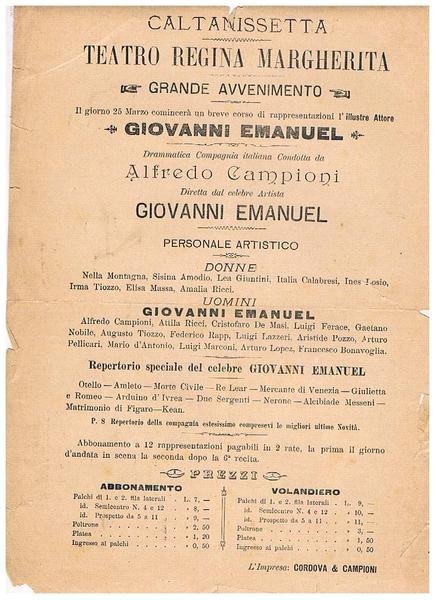 CALTANISSETTA
TEATRO REGINA MARGHERITA
GRANDE AVVENIMENTO
Il giorno 25 Marzo comincerà un breve corso di rappresentazioni l'illustre Attore
GIOVANNI EMANUEL
Drammatica Compagnia italiana Condotta da
Alfredo Campioni
Diretta dal celebre Artista
GIOVANNI EMANUEL
PERSONALE ARTISTICO
DONNE
Nella Montagna, Sisina Amodio, Lea Giuntini, Italia Calabresi, Ines Losio,
Irma Tiozzo, Elisa Massa, Amalia Ricci.
UOMINI
GIOVANNI EMANUEL
Alfredo Campioni, Attila Ricci, Cristofaro De Masi, Luigi Ferace, Gaetano
Nobile, Augusto Tiozzo, Federico Rapp, Luigi Lazzeri, Aristide Pozzo, Arturo
Pellicari, Mario d'Antonio, Luigi Marconi, Arturo Lopez, Francesco Bonavoglia.
Repertorio speciale del celebre GIOVANNI EMANUEL
Otello — Amleto — Morte Civile — Re Lear — Mercante di Venezia — Giulietta
e Romeo — Arduino d'Ivrea — Due Sergenti — Nerone — Alcibiade Messeni —
Matrimonio di Figaro — Kean.
P. S Repertorio della compagnia estesissimo compresevi le migliori ultime Novità.
Abbonamento a 12 rappresentazioni pagabili in 2 rate, la prima il giorno
d'andata in scena la seconda dopo la 6ª recita.
PREZZI
ABBONAMENTO
Palchi di 1. e 2. fila laterali . L. 7, —
id. Semicentro N. 4 e 12 . » 8, —
id. Prospetto da 5 a 11 . » 9, —
Poltrone . . . . » 2, 50
Platea . . . . » 1, 20
Ingresso ai palchi . . . » 0, 50
VOLANDIERO
Palchi di 1. e 2. fila laterali . L. 9, —
id. Semicentro N. 4 e 12 . » 10, —
id. Prospetto da 5 a 11 . » 11, —
Poltrone . . . . » 3, —
Platea . . . . » 1, 50
Ingresso ai palchi . . . » 0, 50
L'Impresa: CORDOVA & CAMPIONI